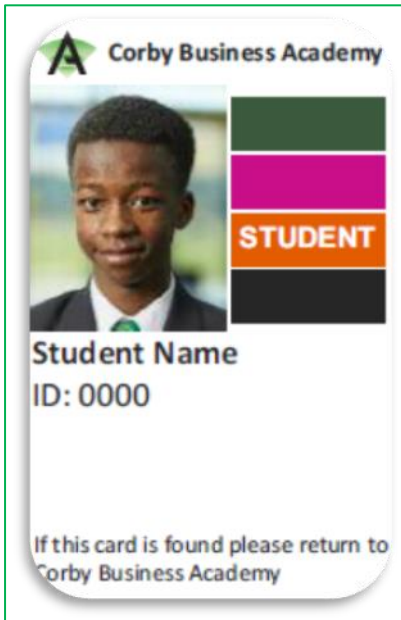 Corby Business Academy
STUDENT
Student Name
ID: 0000
If this card is found please return to
Corby Business Academy